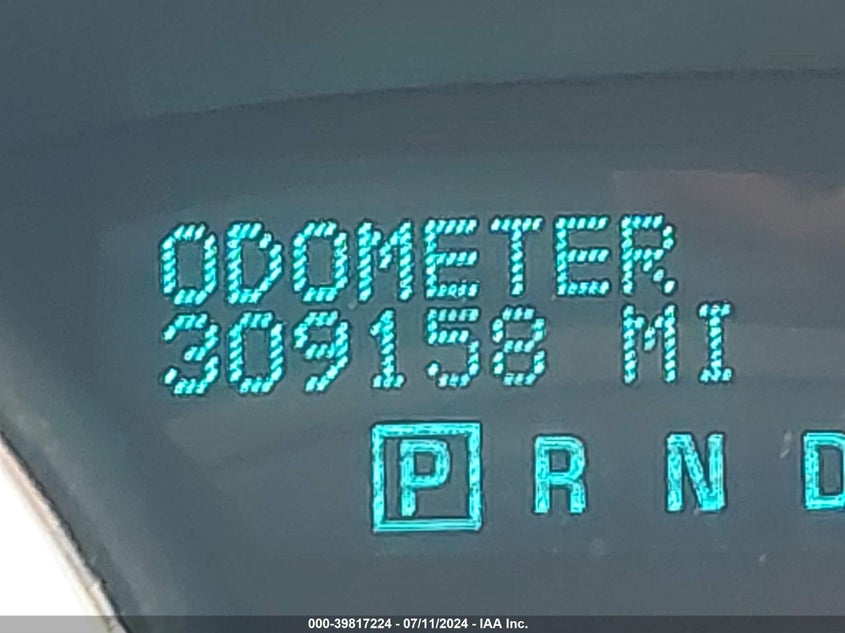 ODOMETER
309158 MI
P R N D
000-39817224 - 07/11/2024 - IAA Inc.